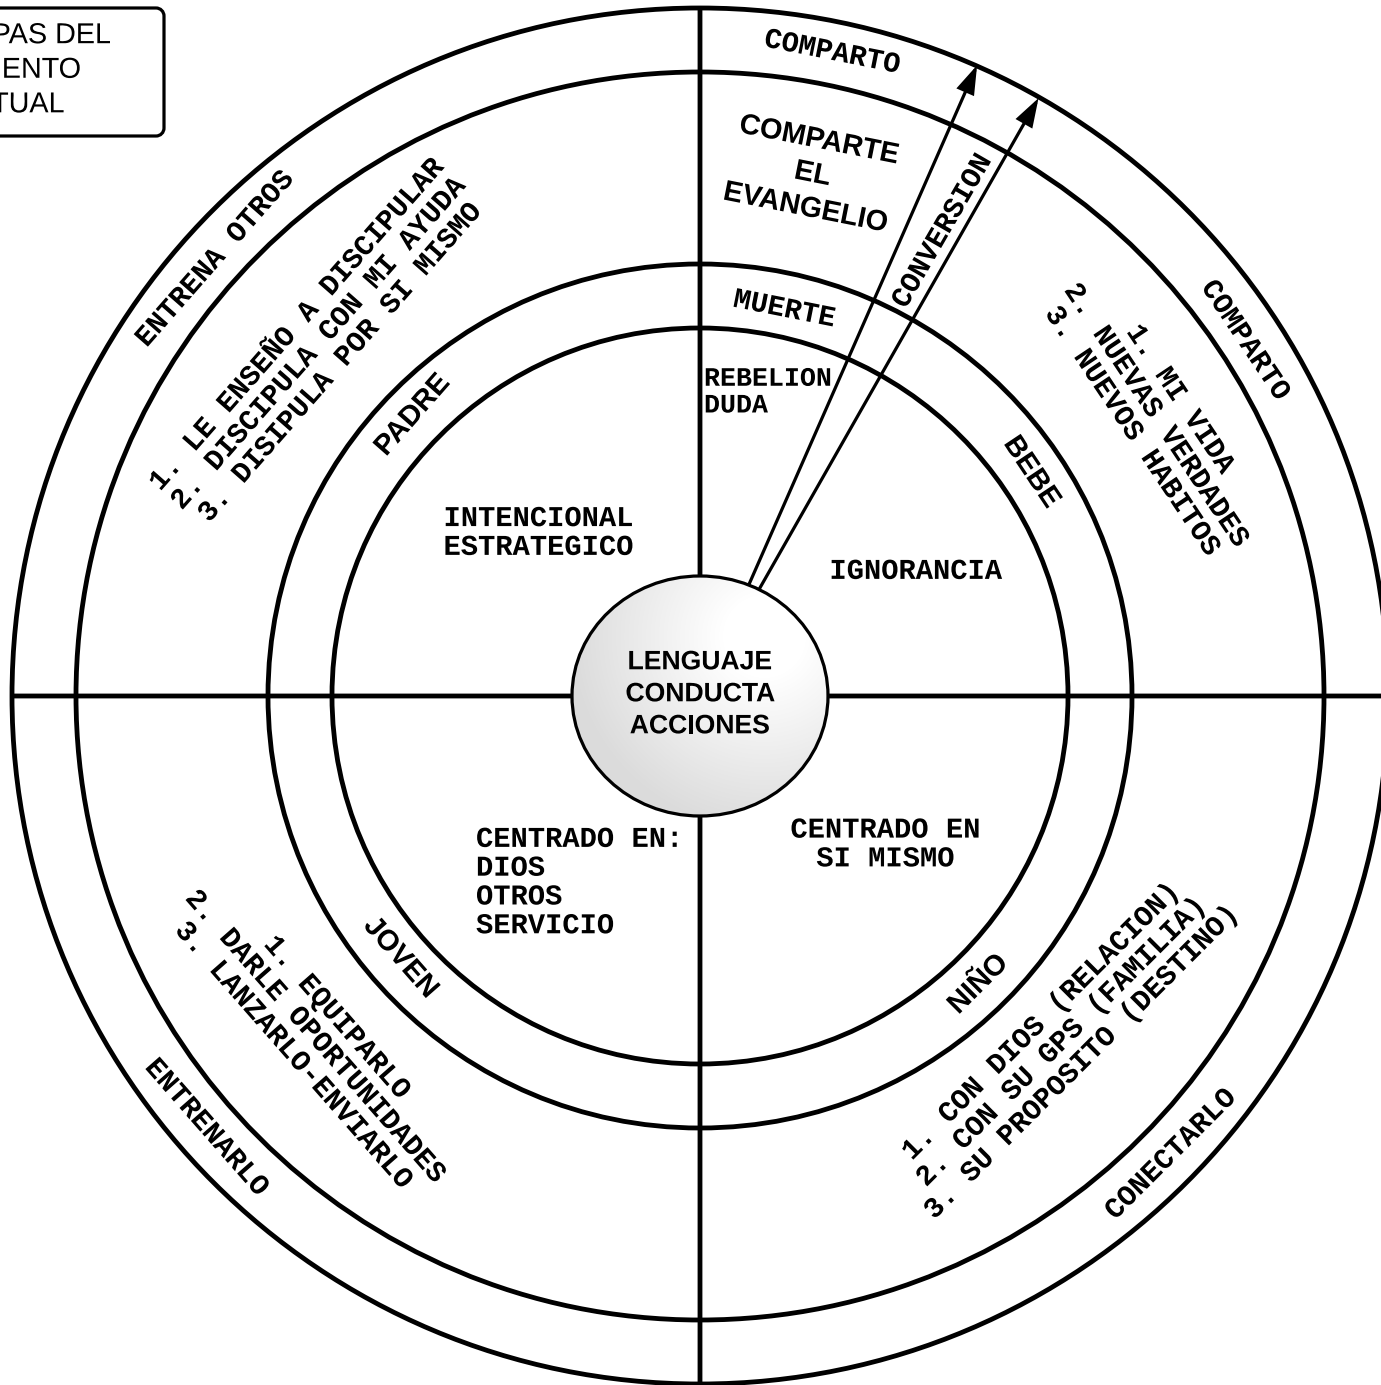 PAS DEL
ENTO
TUAL
COMPARTO
COMPARTE
EL
EVANGELIO
CONVERSION
MUERTE
REBELION
DUDA
COMPARTO
1. MI VIDA
2. NUEVAS VERDADES
3. NUEVOS HABITOS
BEBE
IGNORANCIA
ENTRENA OTROS
1. LE ENSEÑO A DISCIPULAR
2. DISCIPULA CON MI AYUDA
3. DISIPULA POR SI MISMO
PADRE
INTENCIONAL
ESTRATEGICO
LENGUAJE
CONDUCTA
ACCIONES
CENTRADO EN
SI MISMO
NIÑO
1. CON DIOS (RELACION)
2. CON SU GPS (FAMILIA)
3. SU PROPOSITO (DESTINO)
CONECTARLO
CENTRADO EN:
DIOS
OTROS
SERVICIO
JOVEN
1. EQUIPARLO
2. DARLE OPORTUNIDADES
3. LANZARLO-ENVIARLO
ENTRENARLO